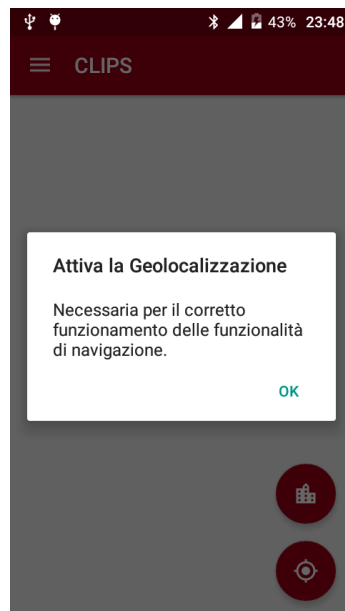 43% 23:48
CLIPS
Attiva la Geolocalizzazione
Necessaria per il corretto
funzionamento delle funzionalità
di navigazione.
OK